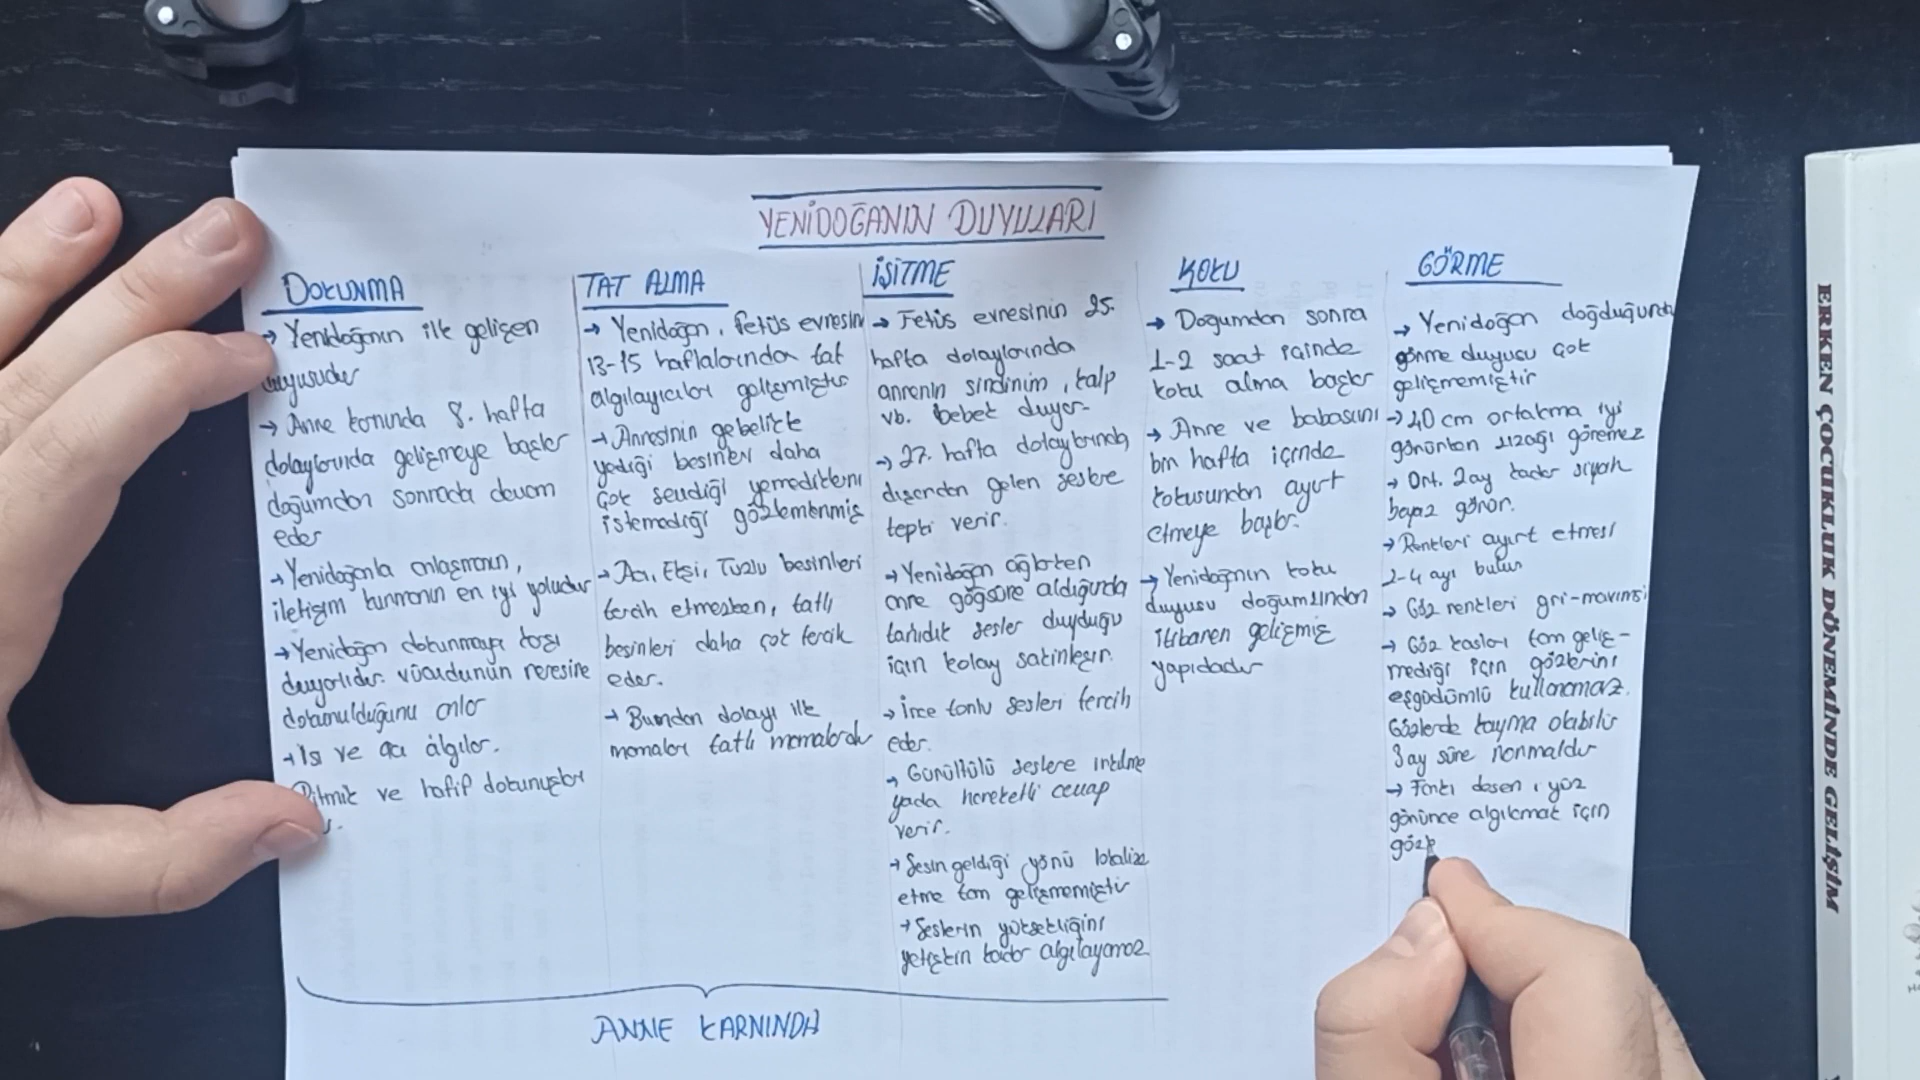 YENİDOĞANIN DUYULARI
DOKUNMA
→ Yenidoğanın ilk gelişen
duyusudur
→ Anne karnında 8. hafta
dolaylarında gelişmeye başlar
doğumdan sonrada devam
eder
→ Yenidoğanla anlaşmanın,
iletişim kurmanın en iyi yoludur
→ Yenidoğan dokunmaya karşı
duyarlıdır. vücudunun neresine
dokunulduğunu anlar
→ Isı ve acı algılar.
Ritmik ve hafif dokunuşlar
TAT ALMA
→ Yenidoğan, fetüs evresin
13-15 haftalarında tat
algılayıcıları gelişmiştir
→ Annesinin gebelikte
yediği besinleri daha
çok sevdiği yemediklerini
istemediği gözlemlenmiş
→ Acı, Ekşi, Tuzlu besinleri
tercih etmezken, tatlı
besinleri daha çok tercih
eder.
→ Bundan dolayı ilk
mamaları tatlı mamalardır
İŞİTME
→ Fetüs evresinin 25.
hafta dolaylarında
annenin sindirim, kalp
vb. bebek duyar.
→ 27. hafta dolaylarında,
dışarıdan gelen seslere
tepki verir.
→ Yenidoğan ağlarken
anne göğsüne aldığında
tanıdık sesler duyduğu
için kolay sakinleşir.
→ İnce tonlu sesleri tercih
eder.
→ Gürültülü seslere irkilme
yada hareketli cevap
verir.
→ Sesin geldiği yönü lokalize
etme tam gelişmemiştir
→ Seslerin yüksekliğini
yetişkin kadar algılayamaz
KOKU
→ Doğumdan sonra
1-2 saat içinde
koku alma başlar
→ Anne ve babasını
bir hafta içinde
kokusundan ayırt
etmeye başlar.
→ Yenidoğnın koku
duyusu doğumundan
itibaren gelişmiş
yapıdadır
GÖRME
→ Yenidoğan doğduğunda
görme duyusu çok
gelişmemiştir
→ 40 cm ortalama iyi
görürken uzağı göremez
→ Ort. 2 ay kadar siyah
beyaz görür.
→ Renkleri ayırt etmesi
2-4 ayı bulur
→ Göz renkleri gri-mavimsi
→ Göz kasları tam geliş-
mediği için gözlerini
eşgüdümlü kullanamaz.
Gözlerde kayma olabilir
3 ay süre normaldir
→ Farklı desen, yüz
görünce algılamak için
ANNE KARNINDA
ERKEN ÇOCUKLUK DÖNEMİNDE GELİŞİM